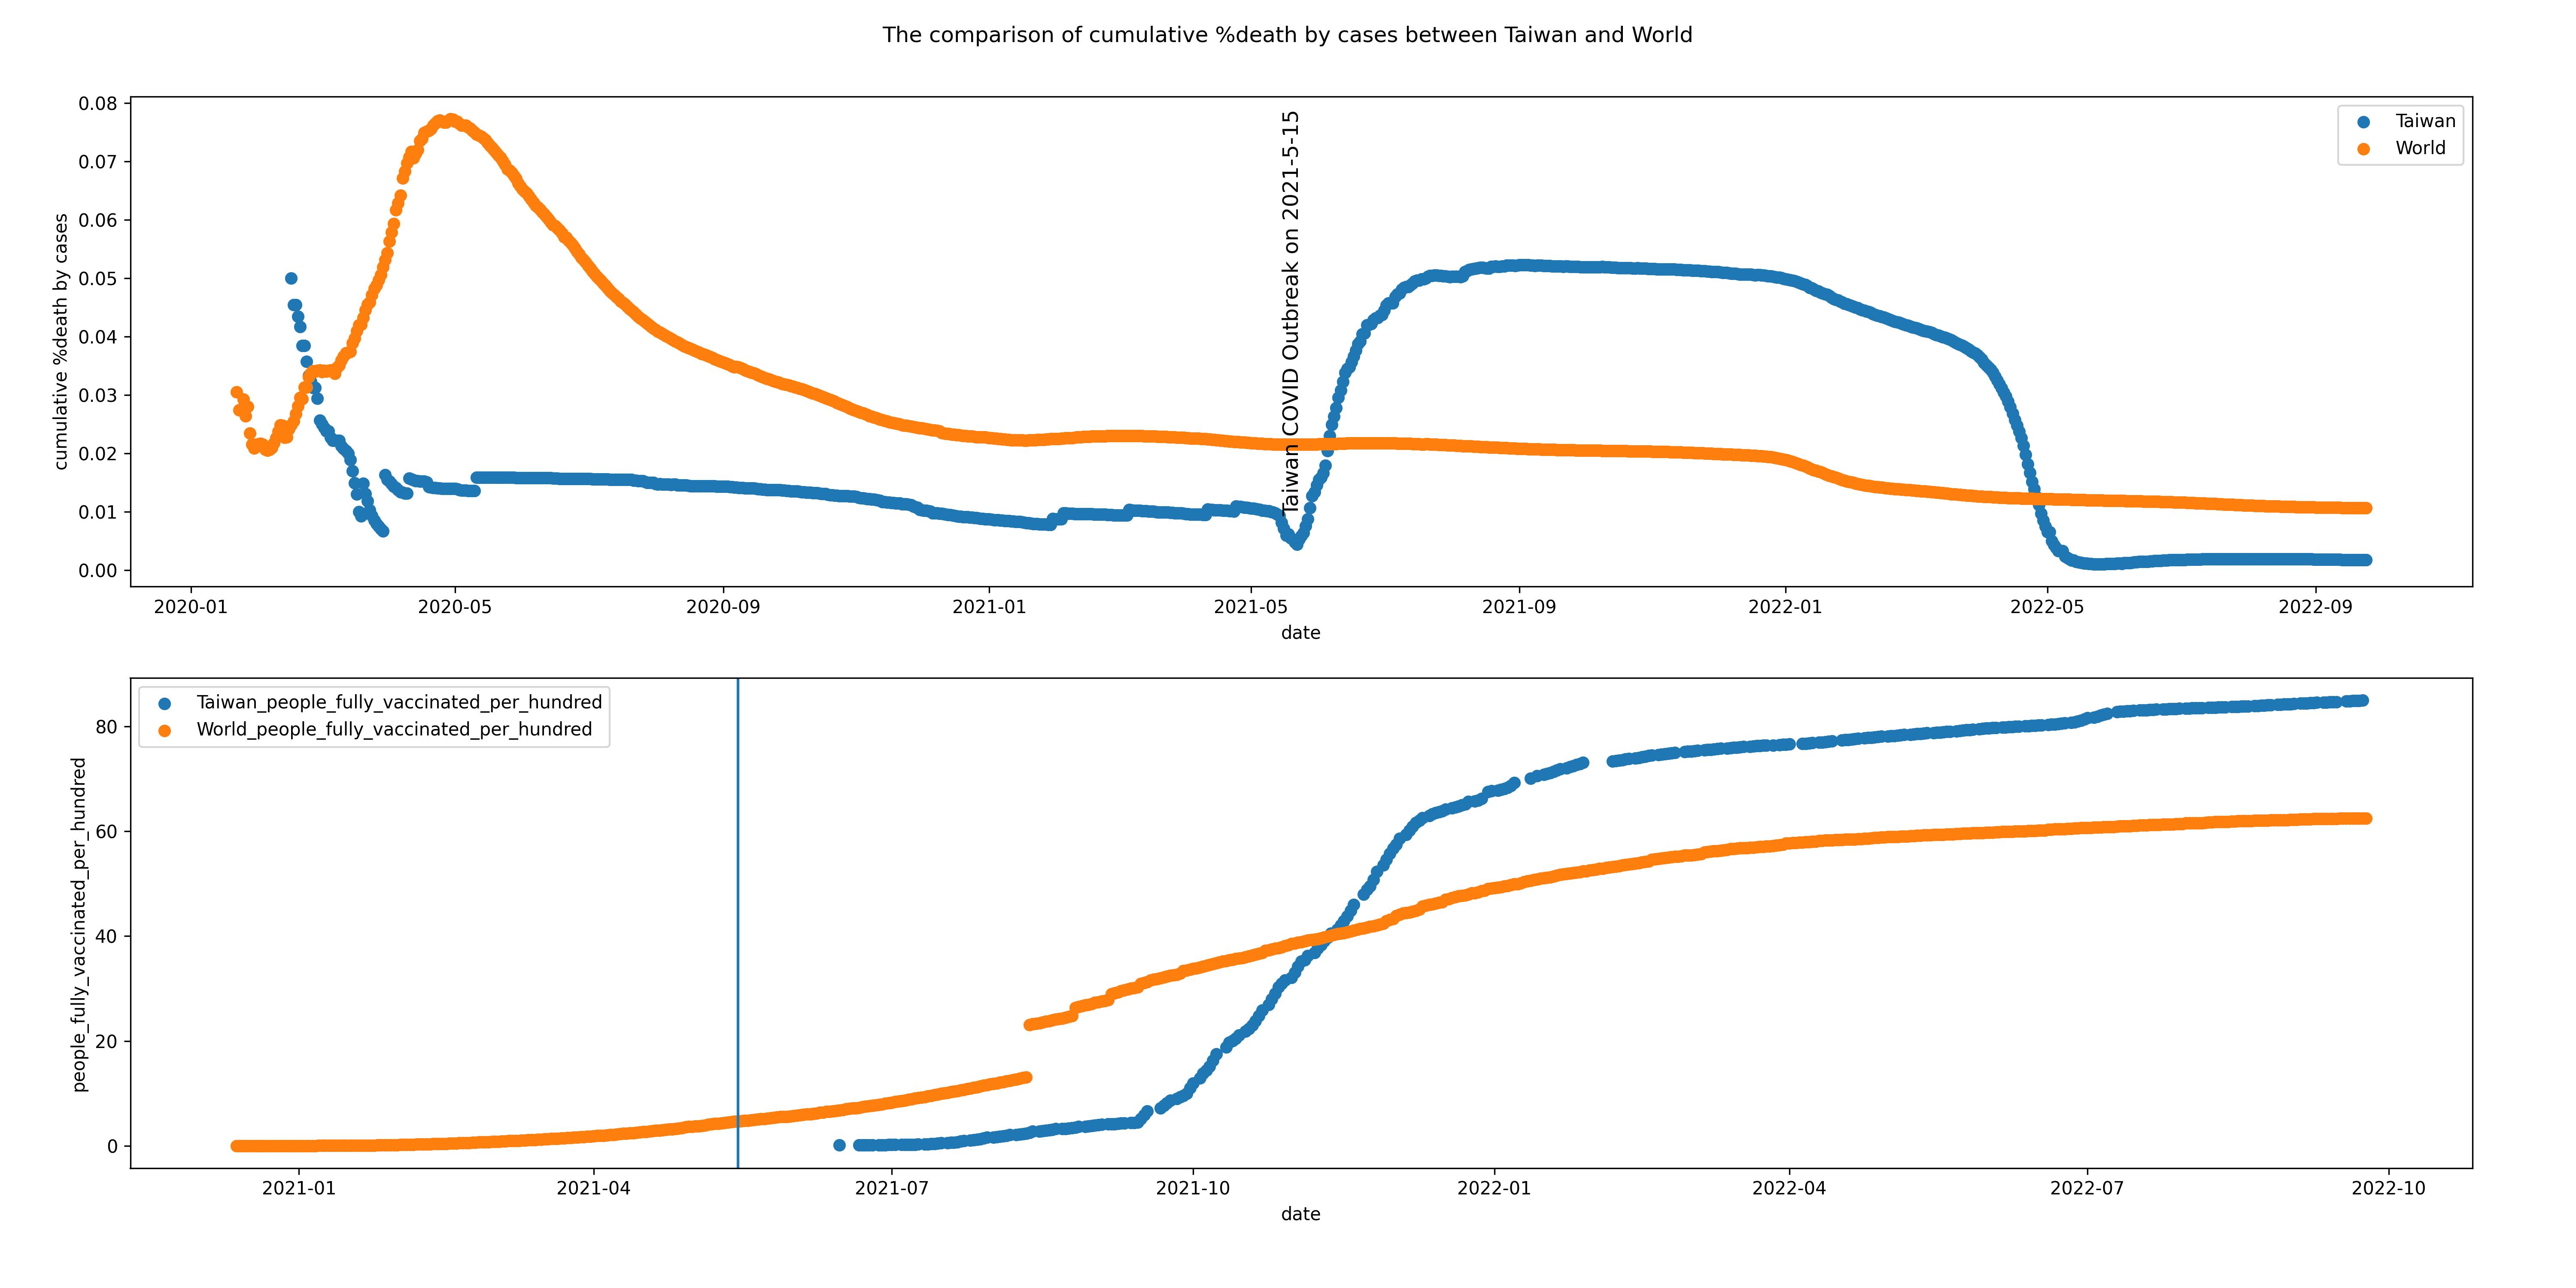 The comparison of cumulative %death by cases between Taiwan and World
cumulative %death by cases
0.08
0.07
0.06
0.05
0.04
0.03
0.02
0.01
0.00
Taiwan COVID Outbreak on 2021-5-15
Taiwan
World
2020-01 2020-05 2020-09 2021-01 2021-05 2021-09 2022-01 2022-05 2022-09
date
people_fully_vaccinated_per_hundred
80
60
40
20
0
Taiwan_people_fully_vaccinated_per_hundred
World_people_fully_vaccinated_per_hundred
2021-01 2021-04 2021-07 2021-10 2022-01 2022-04 2022-07 2022-10
date